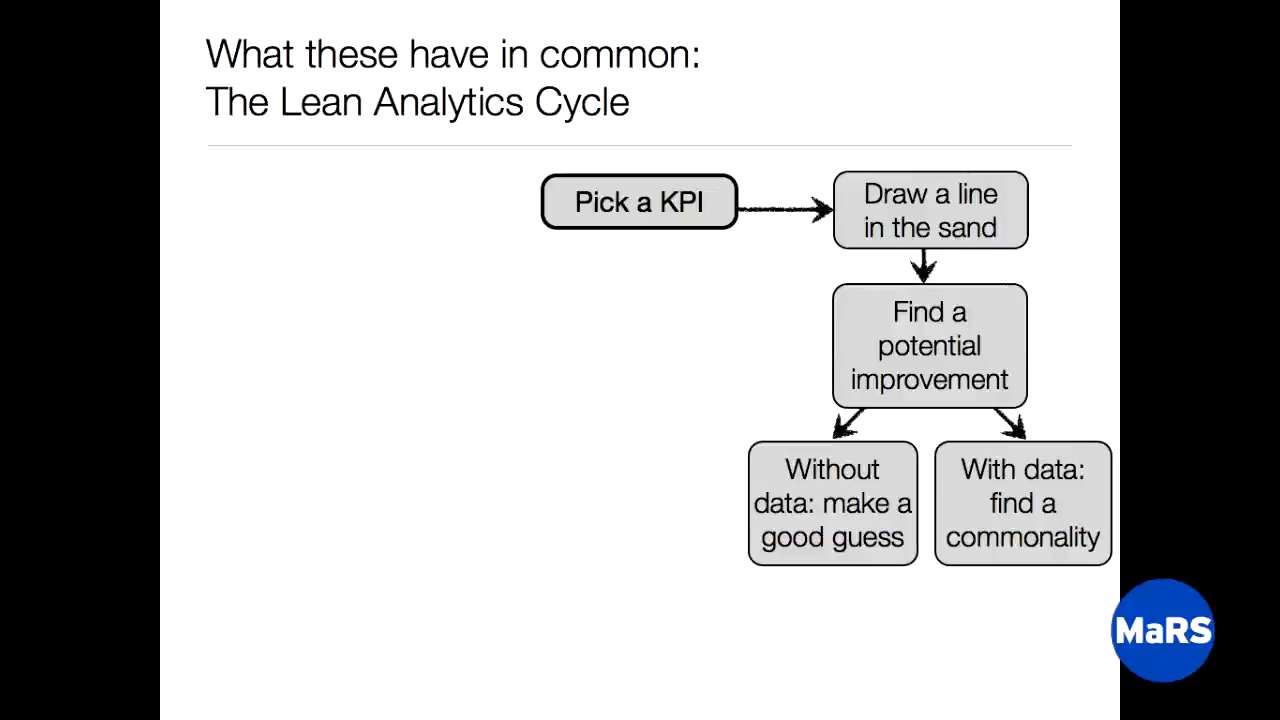 What these have in common:
The Lean Analytics Cycle
Pick a KPI
Draw a line
in the sand
Find a
potential
improvement
Without
data: make a
good guess
With data:
find a
commonality
MaRS